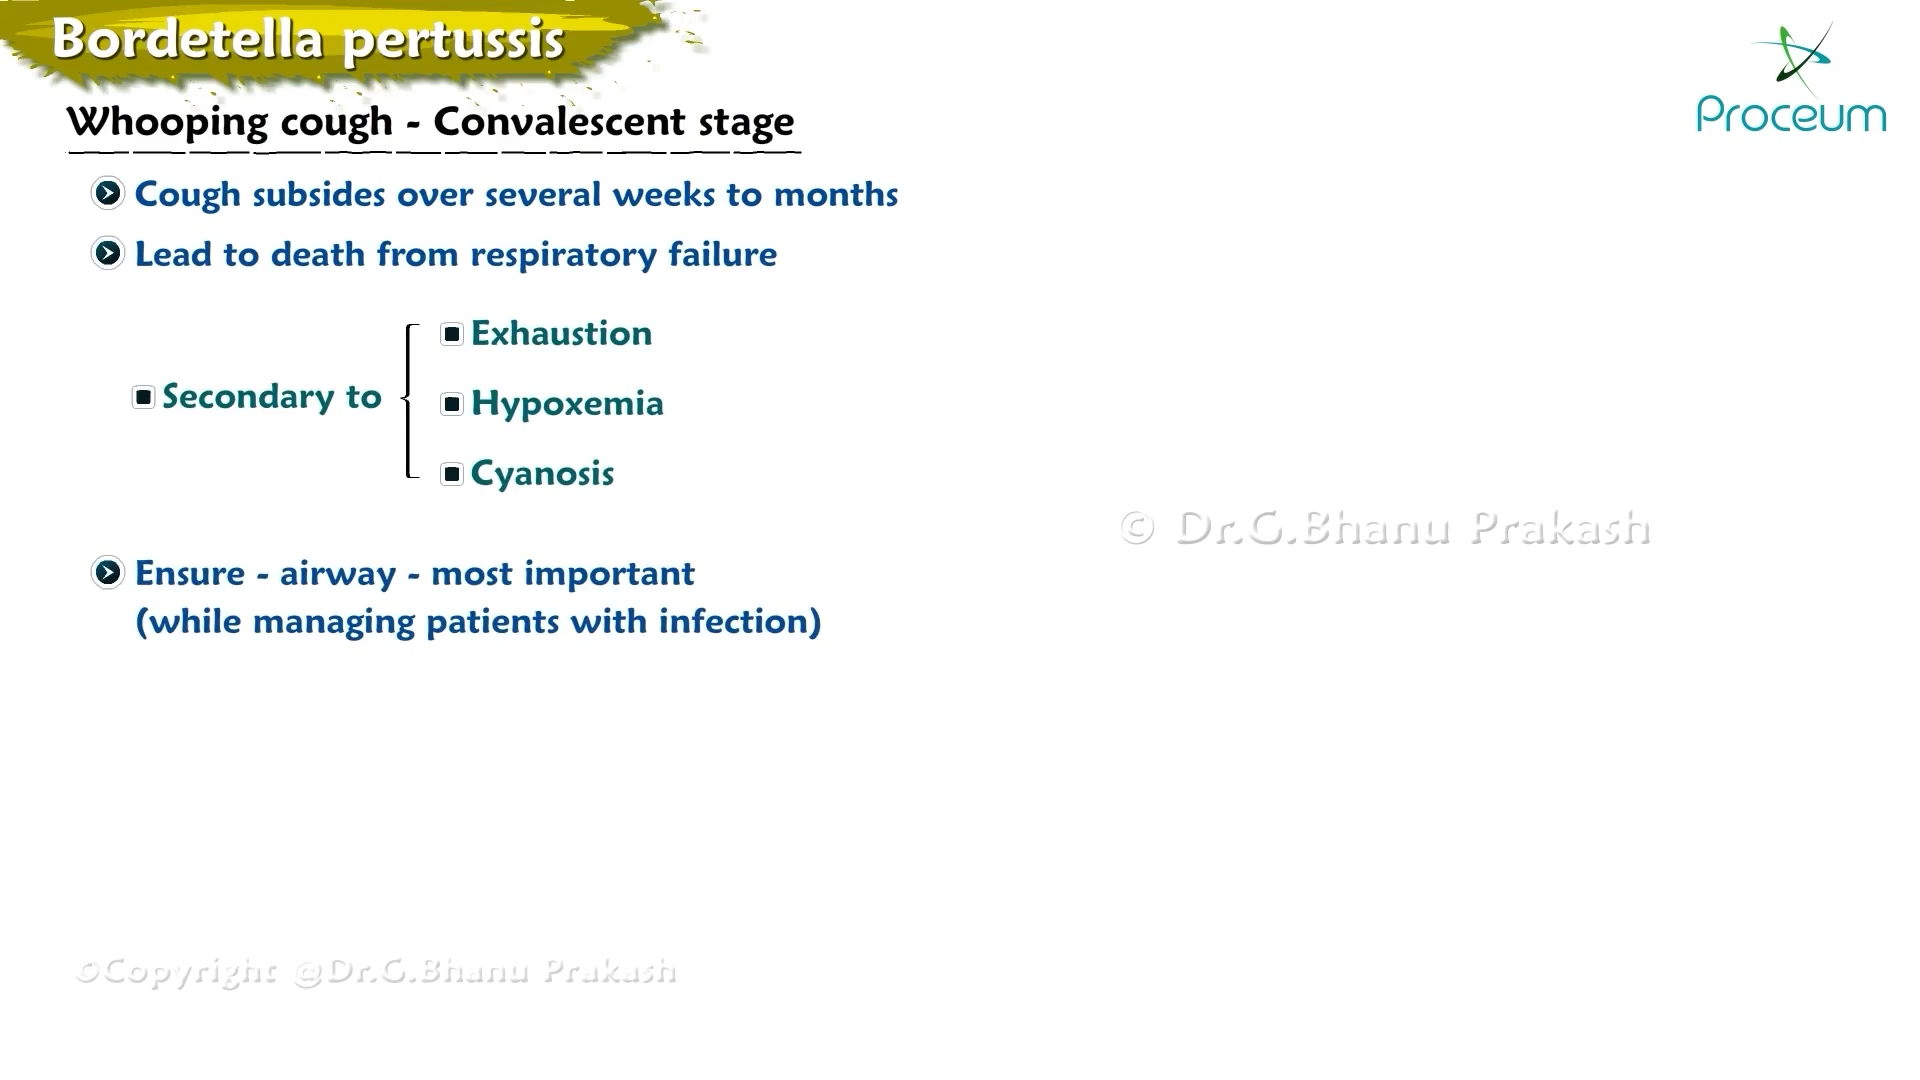 Bordetella pertussis
Proceum
Whooping cough - Convalescent stage
Cough subsides over several weeks to months
Lead to death from respiratory failure
Exhaustion
Secondary to
Hypoxemia
Cyanosis
© Dr.G.Bhanu Prakash
Ensure - airway - most important
(while managing patients with infection)
©Copyright @Dr.G.Bhanu Prakash